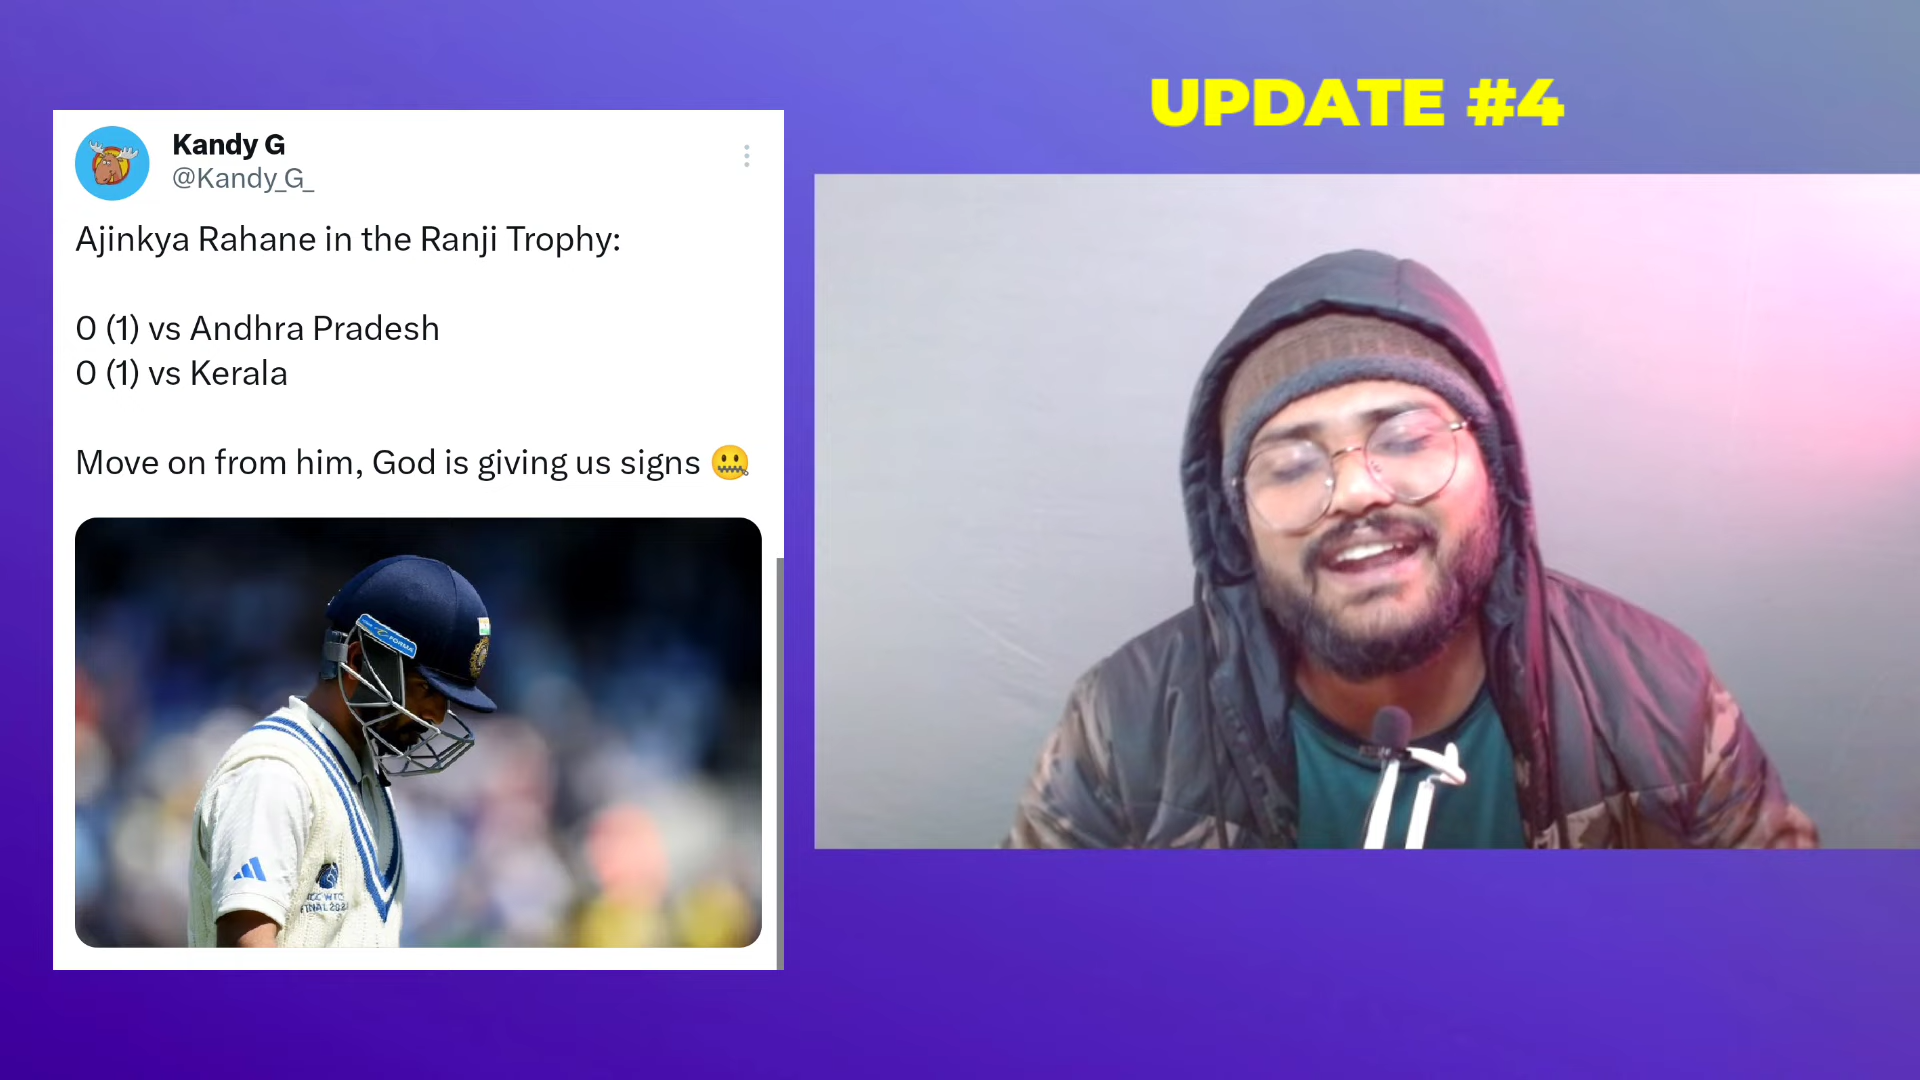 UPDATE #4
Kandy G
@Kandy_G_
Ajinkya Rahane in the Ranji Trophy:
0 (1) vs Andhra Pradesh
0 (1) vs Kerala
Move on from him, God is giving us signs 🤐
FORMA